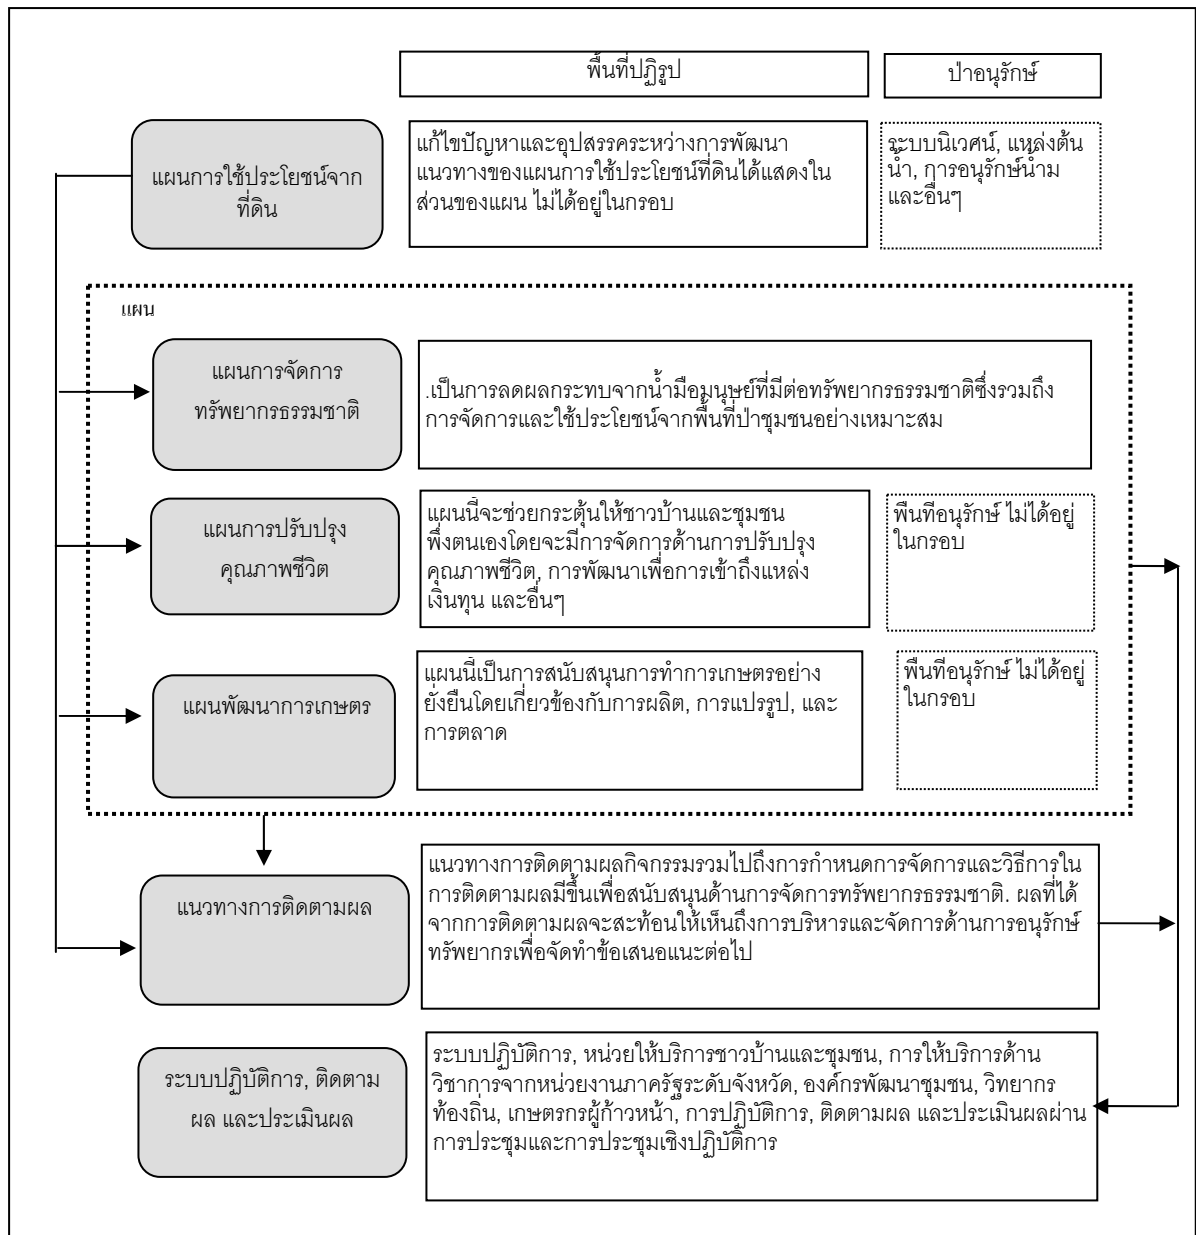 พื้นที่ปฏิรูป
ป่าอนุรักษ์
แผนการใช้ประโยชน์จาก
ที่ดิน
แก้ไขปัญหาและอุปสรรคระหว่างการพัฒนา
แนวทางของแผนการใช้ประโยชน์ที่ดินได้แสดงใน
ส่วนของแผน ไม่ได้อยู่ในกรอบ
ระบบนิเวศน์, แหล่งต้น
น้ำ, การอนุรักษ์น้ำม
และอื่นๆ
แผน
แผนการจัดการ
ทรัพยากรธรรมชาติ
.เป็นการลดผลกระทบจากน้ำมือมนุษย์ที่มีต่อทรัพยากรธรรมชาติซึ่งรวมถึง
การจัดการและใช้ประโยชน์จากพื้นที่ป่าชุมชนอย่างเหมาะสม
แผนการปรับปรุง
คุณภาพชีวิต
แผนนี้จะช่วยกระตุ้นให้ชาวบ้านและชุมชน
พึ่งตนเองโดยจะมีการจัดการด้านการปรับปรุง
คุณภาพชีวิต, การพัฒนาเพื่อการเข้าถึงแหล่ง
เงินทุน และอื่นๆ
พื้นที่อนุรักษ์ ไม่ได้อยู่
ในกรอบ
แผนพัฒนาการเกษตร
แผนนี้เป็นการสนับสนุนการทำการเกษตรอย่าง
ยั่งยืนโดยเกี่ยวข้องกับการผลิต, การแปรรูป, และ
การตลาด
พื้นที่อนุรักษ์ ไม่ได้อยู่
ในกรอบ
แนวทางการติดตามผล
แนวทางการติดตามผลกิจกรรมรวมไปถึงการกำหนดการจัดการและวิธีการใน
การติดตามผลมีขึ้นเพื่อสนับสนุนด้านการจัดการทรัพยากรธรรมชาติ. ผลที่ได้
จากการติดตามผลจะสะท้อนให้เห็นถึงการบริหารและจัดการด้านการอนุรักษ์
ทรัพยากรเพื่อจัดทำข้อเสนอแนะต่อไป
ระบบปฏิบัติการ, ติดตาม
ผล และประเมินผล
ระบบปฏิบัติการ, หน่วยให้บริการชาวบ้านและชุมชน, การให้บริการด้าน
วิชาการจากหน่วยงานภาครัฐระดับจังหวัด, องค์กรพัฒนาชุมชน, วิทยากร
ท้องถิ่น, เกษตรกรผู้ก้าวหน้า, การปฏิบัติการ, ติดตามผล และประเมินผลผ่าน
การประชุมและการประชุมเชิงปฏิบัติการ